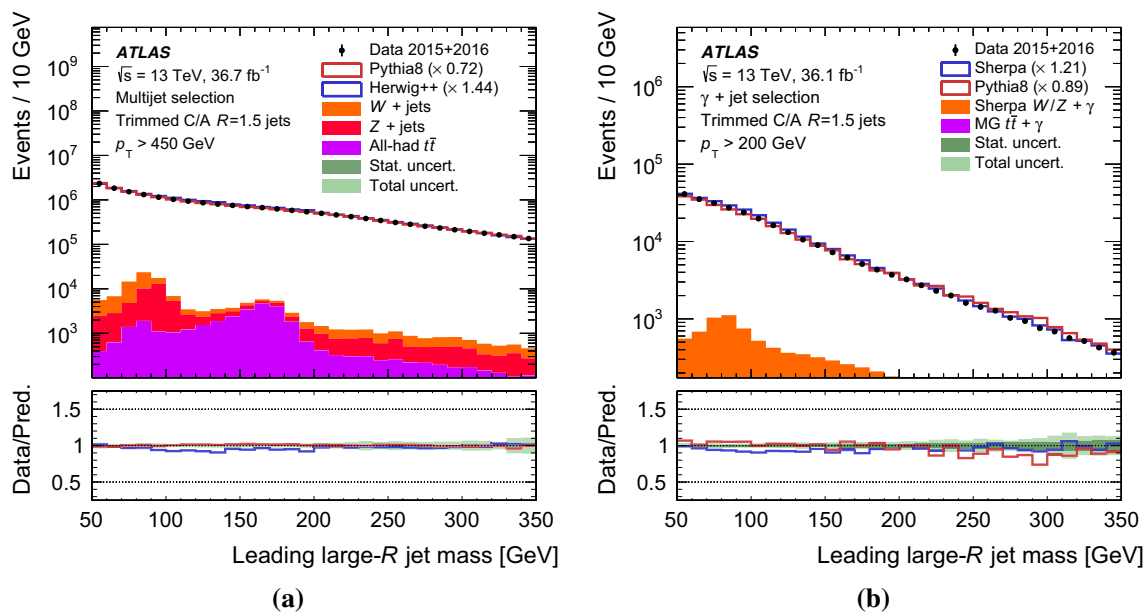 Events / 10 GeV
10⁹
10⁸
10⁷
10⁶
10⁵
10⁴
10³
ATLAS
√s = 13 TeV, 36.7 fb⁻¹
Multijet selection
Trimmed C/A R=1.5 jets
p_T > 450 GeV
Data 2015+2016
Pythia8 (× 0.72)
Herwig++ (× 1.44)
W + jets
Z + jets
All-had tt̄
Stat. uncert.
Total uncert.
Data/Pred.
1.5
1
0.5
50 100 150 200 250 300 350
Leading large-R jet mass [GeV]
(a)
Events / 10 GeV
10⁶
10⁵
10⁴
10³
ATLAS
√s = 13 TeV, 36.1 fb⁻¹
γ + jet selection
Trimmed C/A R=1.5 jets
p_T > 200 GeV
Data 2015+2016
Sherpa (× 1.21)
Pythia8 (× 0.89)
Sherpa W/Z + γ
MG tt̄ + γ
Stat. uncert.
Total uncert.
Data/Pred.
1.5
1
0.5
50 100 150 200 250 300 350
Leading large-R jet mass [GeV]
(b)